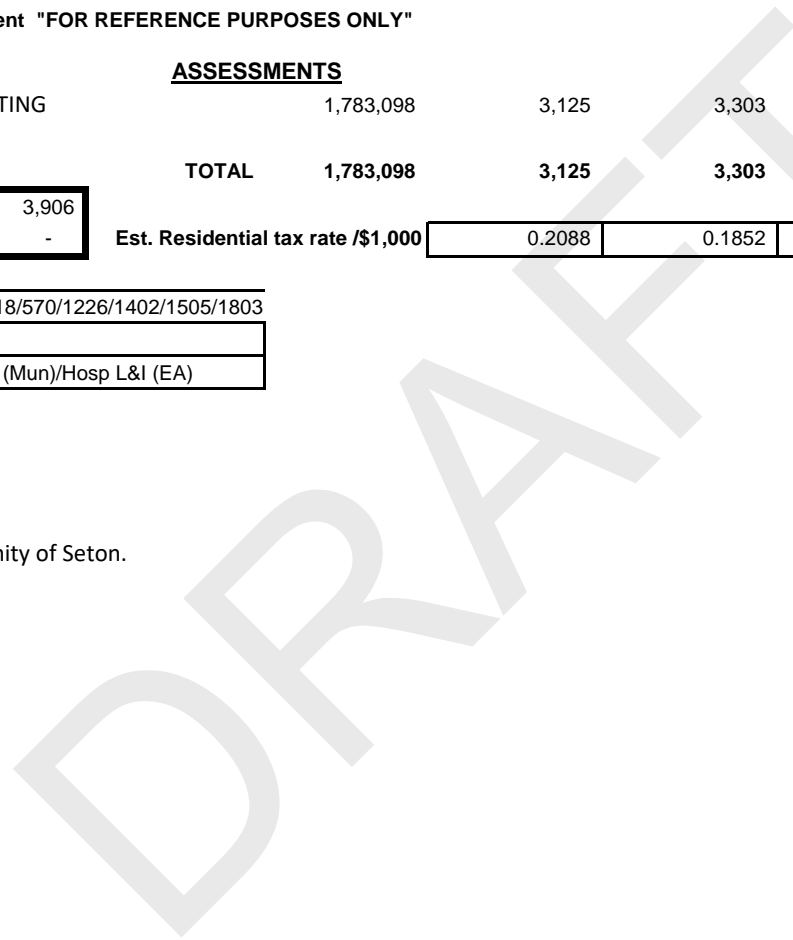 ent "FOR REFERENCE PURPOSES ONLY"
ASSESSMENTS
TING 1,783,098 3,125 3,303
TOTAL 1,783,098 3,125 3,303
3,906
- Est. Residential tax rate /$1,000 0.2088 0.1852
18/570/1226/1402/1505/1803
(Mun)/Hosp L&I (EA)
nity of Seton.
DRAFT